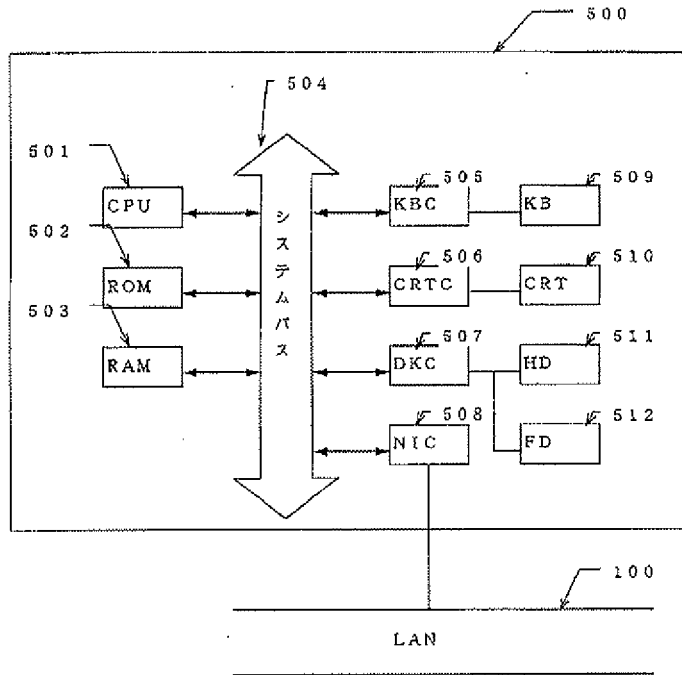 500
504
501
505
509
CPU
KBC
KB
502
506
510
ROM
CRTC
CRT
503
507
511
RAM
DKC
HD
508
512
NIC
FD
システムバス
100
LAN